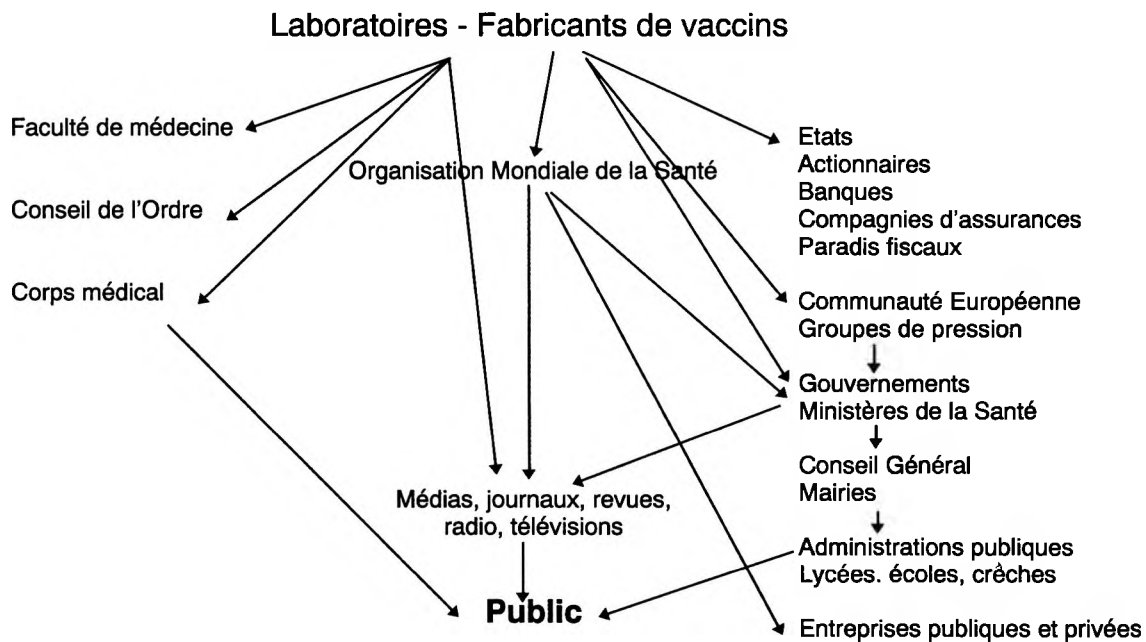 Laboratoires - Fabricants de vaccins
Faculté de médecine
Conseil de l'Ordre
Corps médical
Organisation Mondiale de la Santé
Etats
Actionnaires
Banques
Compagnies d'assurances
Paradis fiscaux
Communauté Européenne
Groupes de pression
Gouvernements
Ministères de la Santé
Conseil Général
Mairies
Médias, journaux, revues,
radio, télévisions
Administrations publiques
Lycées. écoles, crêches
Public
Entreprises publiques et privées